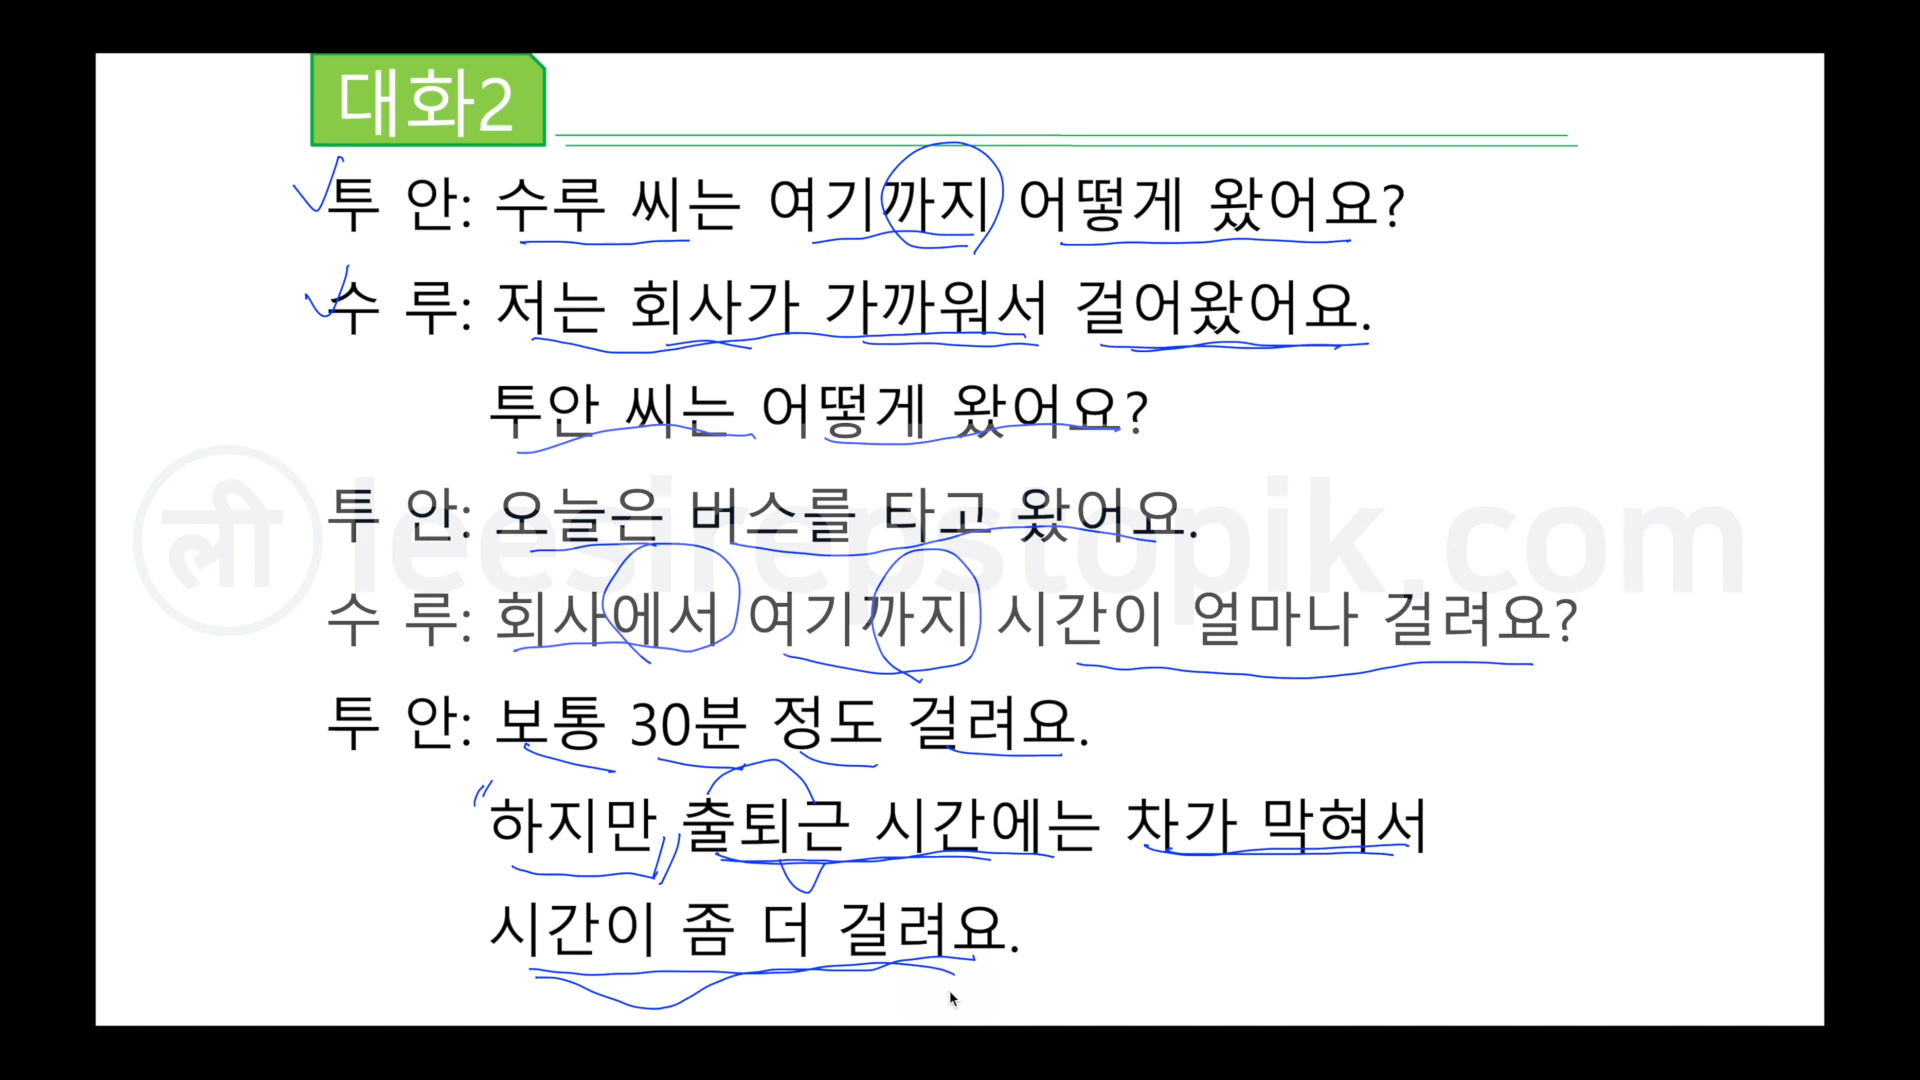 대화2
투 안: 수루 씨는 여기까지 어떻게 왔어요?
수 루: 저는 회사가 가까워서 걸어왔어요.
투안 씨는 어떻게 왔어요?
투 안: 오늘은 버스를 타고 왔어요.
수 루: 회사에서 여기까지 시간이 얼마나 걸려요?
투 안: 보통 30분 정도 걸려요.
하지만 출퇴근 시간에는 차가 막혀서
시간이 좀 더 걸려요.
ली leesirepstopik.com